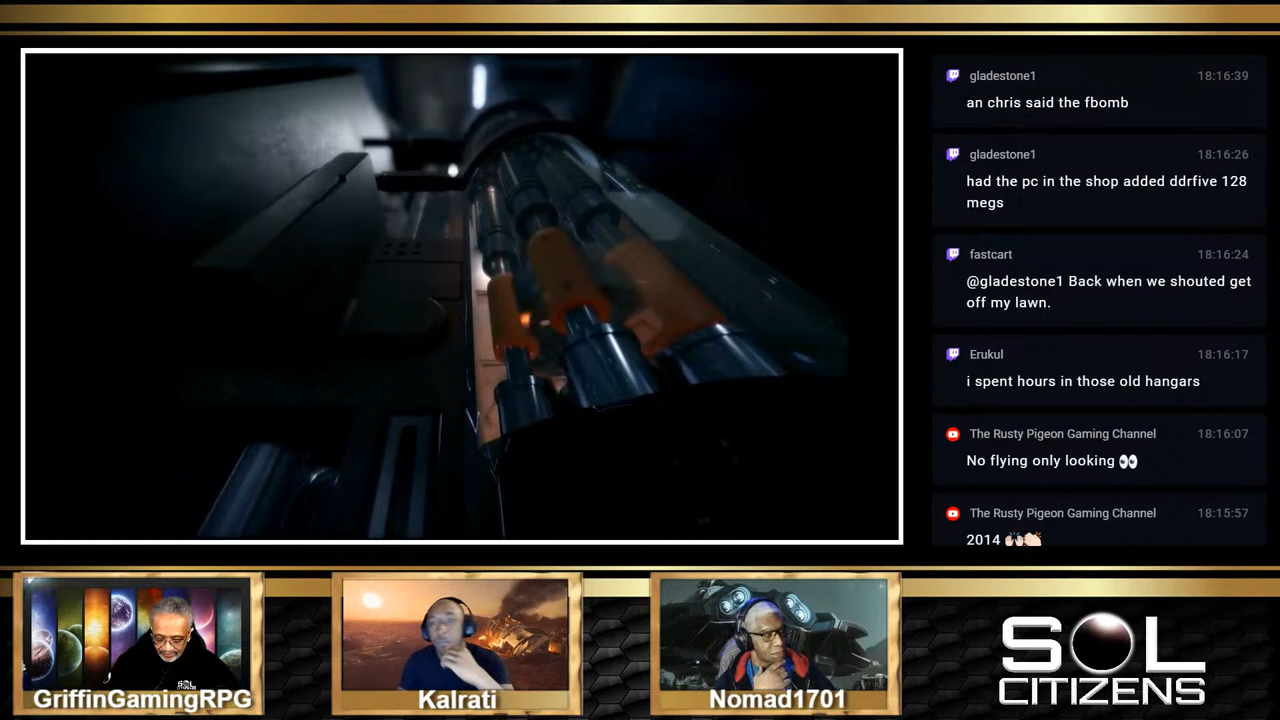 gladestone1 18:16:39
an chris said the fbomb
gladestone1 18:16:26
had the pc in the shop added ddrfive 128
megs
fastcart 18:16:24
@gladestone1 Back when we shouted get
off my lawn.
Erukul 18:16:17
i spent hours in those old hangars
The Rusty Pigeon Gaming Channel 18:16:07
No flying only looking 👀
The Rusty Pigeon Gaming Channel 18:15:57
2014 🙌🏻👏🏻
GriffinGamingRPG
Kalrati
Nomad1701
SOL
CITIZENS